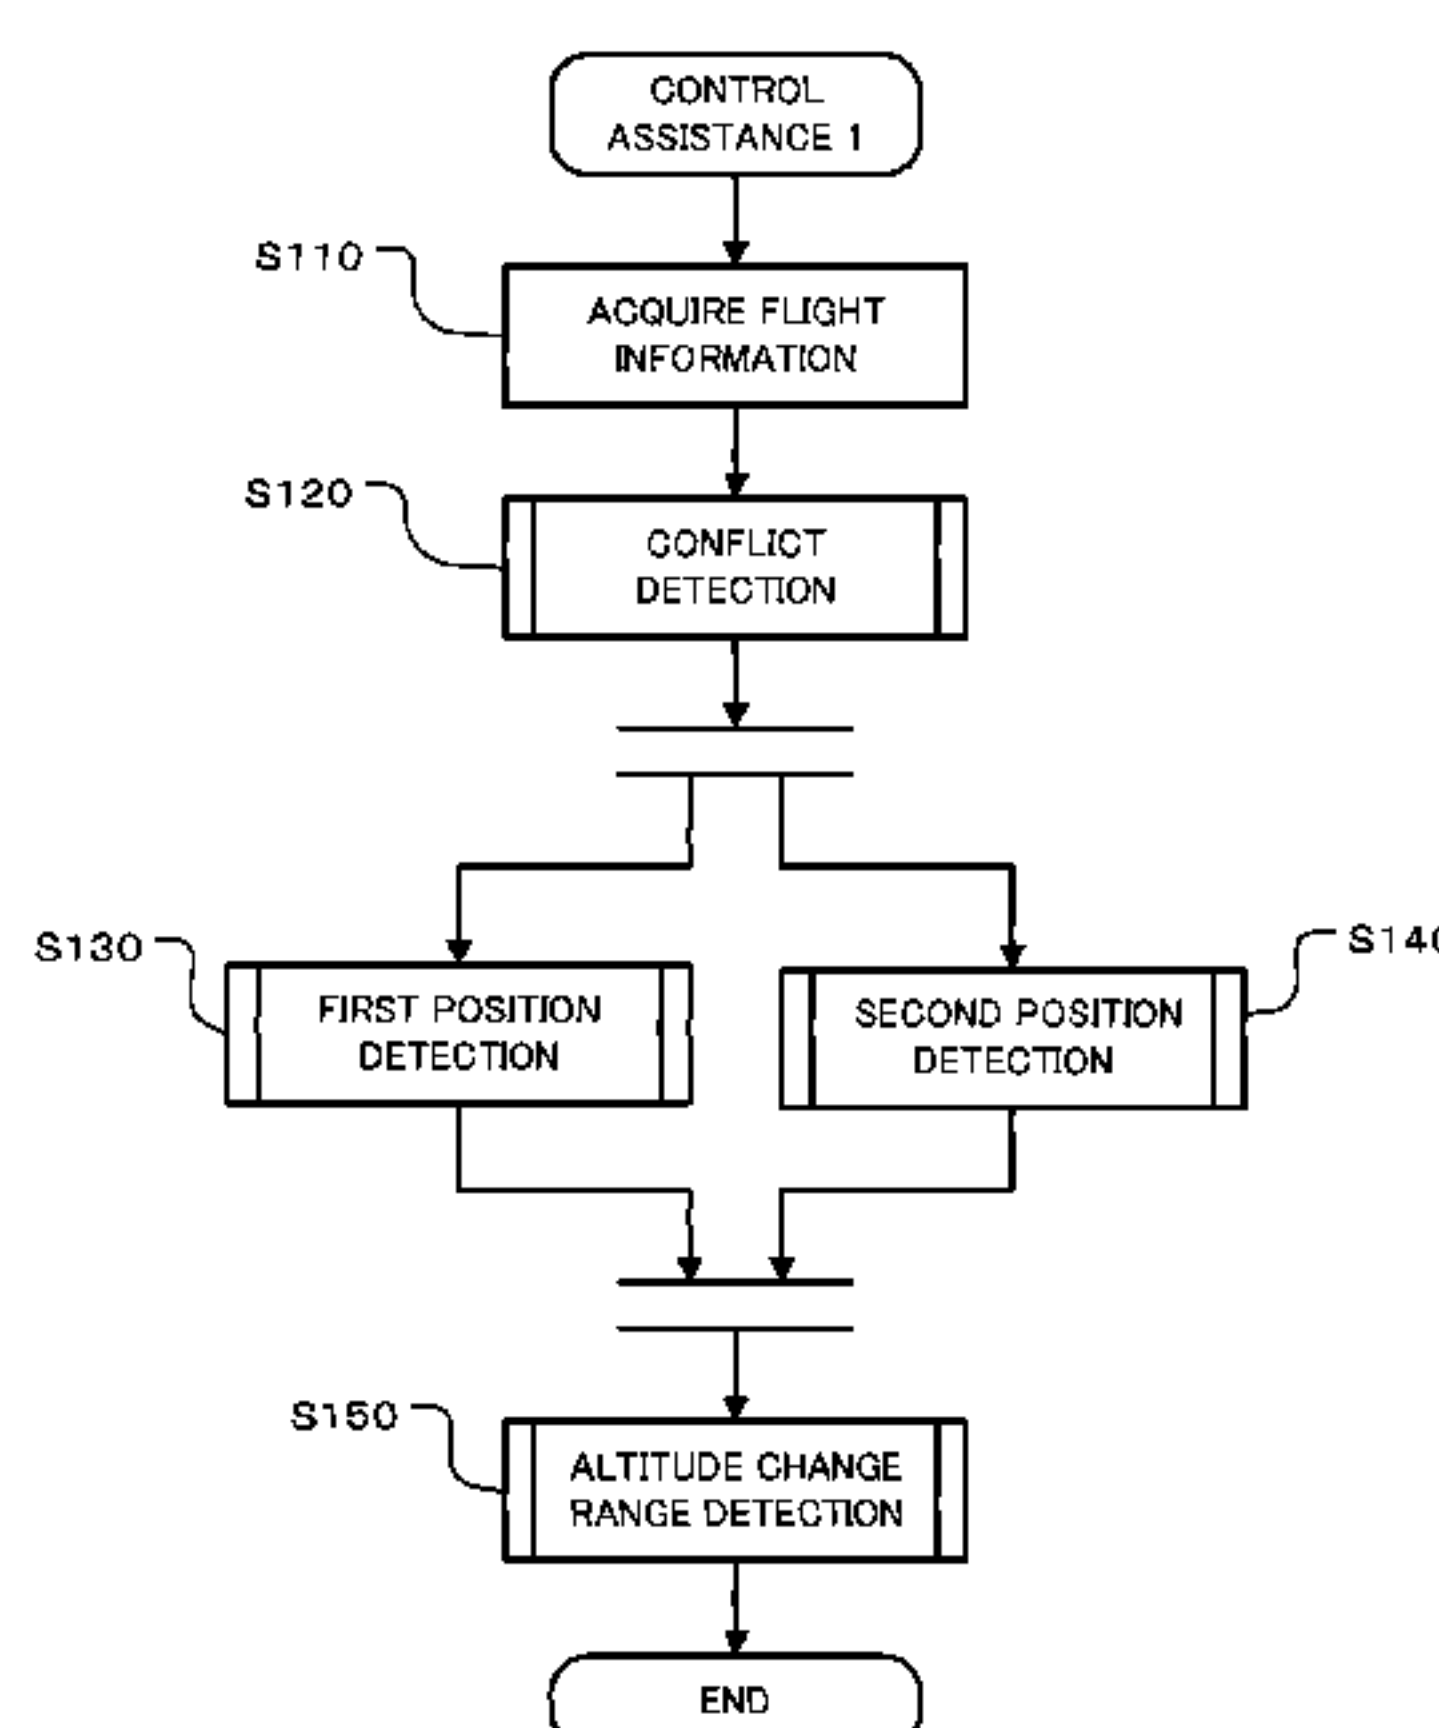 CONTROL
ASSISTANCE 1
S110
ACQUIRE FLIGHT
INFORMATION
S120
CONFLICT
DETECTION
S130
FIRST POSITION
DETECTION
SECOND POSITION
DETECTION
S150
ALTITUDE CHANGE
RANGE DETECTION
END